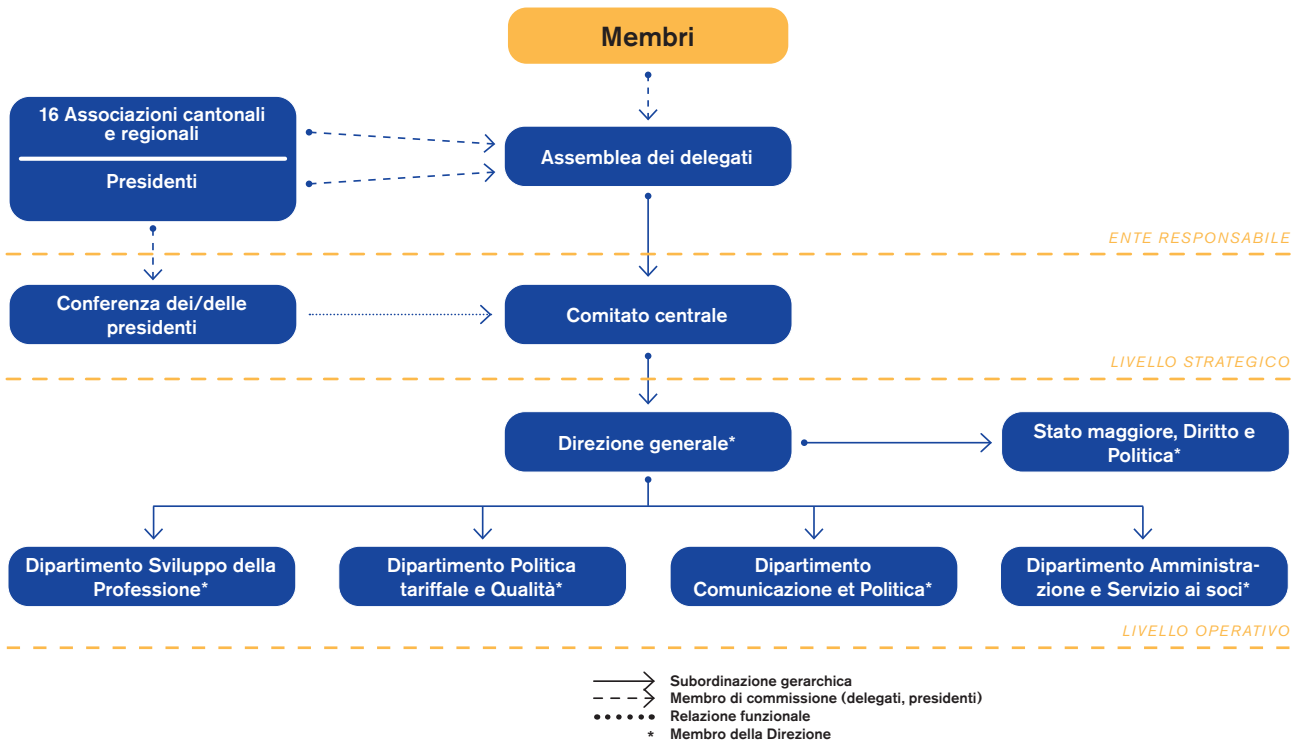 Membri
16 Associazioni cantonali
e regionali
Presidenti
Assemblea dei delegati
ENTE RESPONSABILE
Conferenza dei/delle
presidenti
Comitato centrale
LIVELLO STRATEGICO
Direzione generale*
Stato maggiore, Diritto e
Politica*
Dipartimento Sviluppo della
Professione*
Dipartimento Politica
tariffale e Qualità*
Dipartimento
Comunicazione et Politica*
Dipartimento Amministra-
zione e Servizio ai soci*
LIVELLO OPERATIVO
Subordinazione gerarchica
Membro di commissione (delegati, presidenti)
Relazione funzionale
* Membro della Direzione